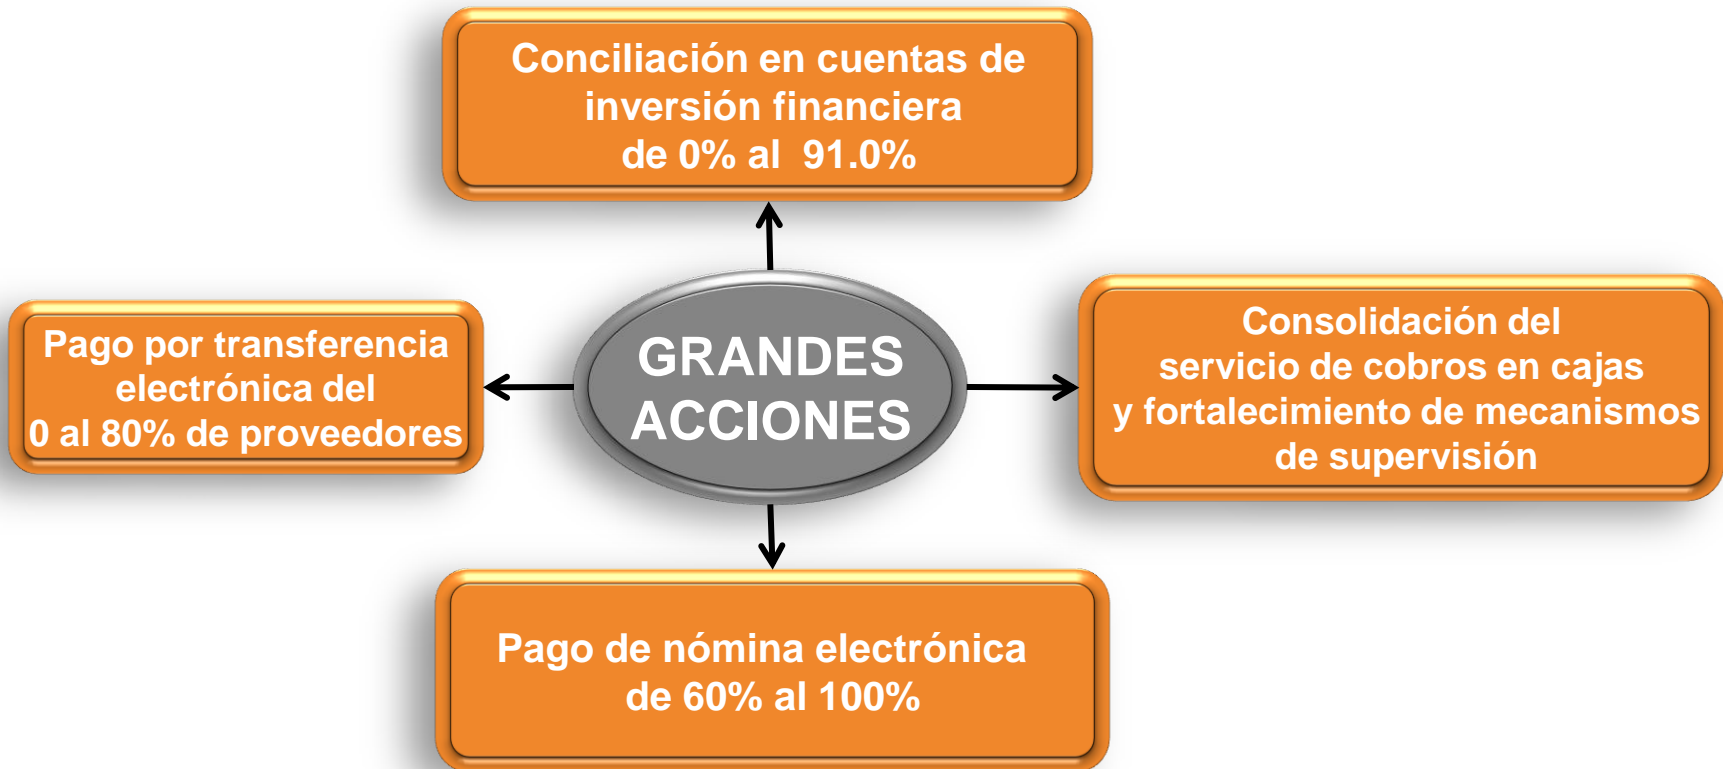 Conciliación en cuentas de
inversión financiera
de 0% al 91.0%
Pago por transferencia
electrónica del
0 al 80% de proveedores
GRANDES
ACCIONES
Consolidación del
servicio de cobros en cajas
y fortalecimiento de mecanismos
de supervisión
Pago de nómina electrónica
de 60% al 100%